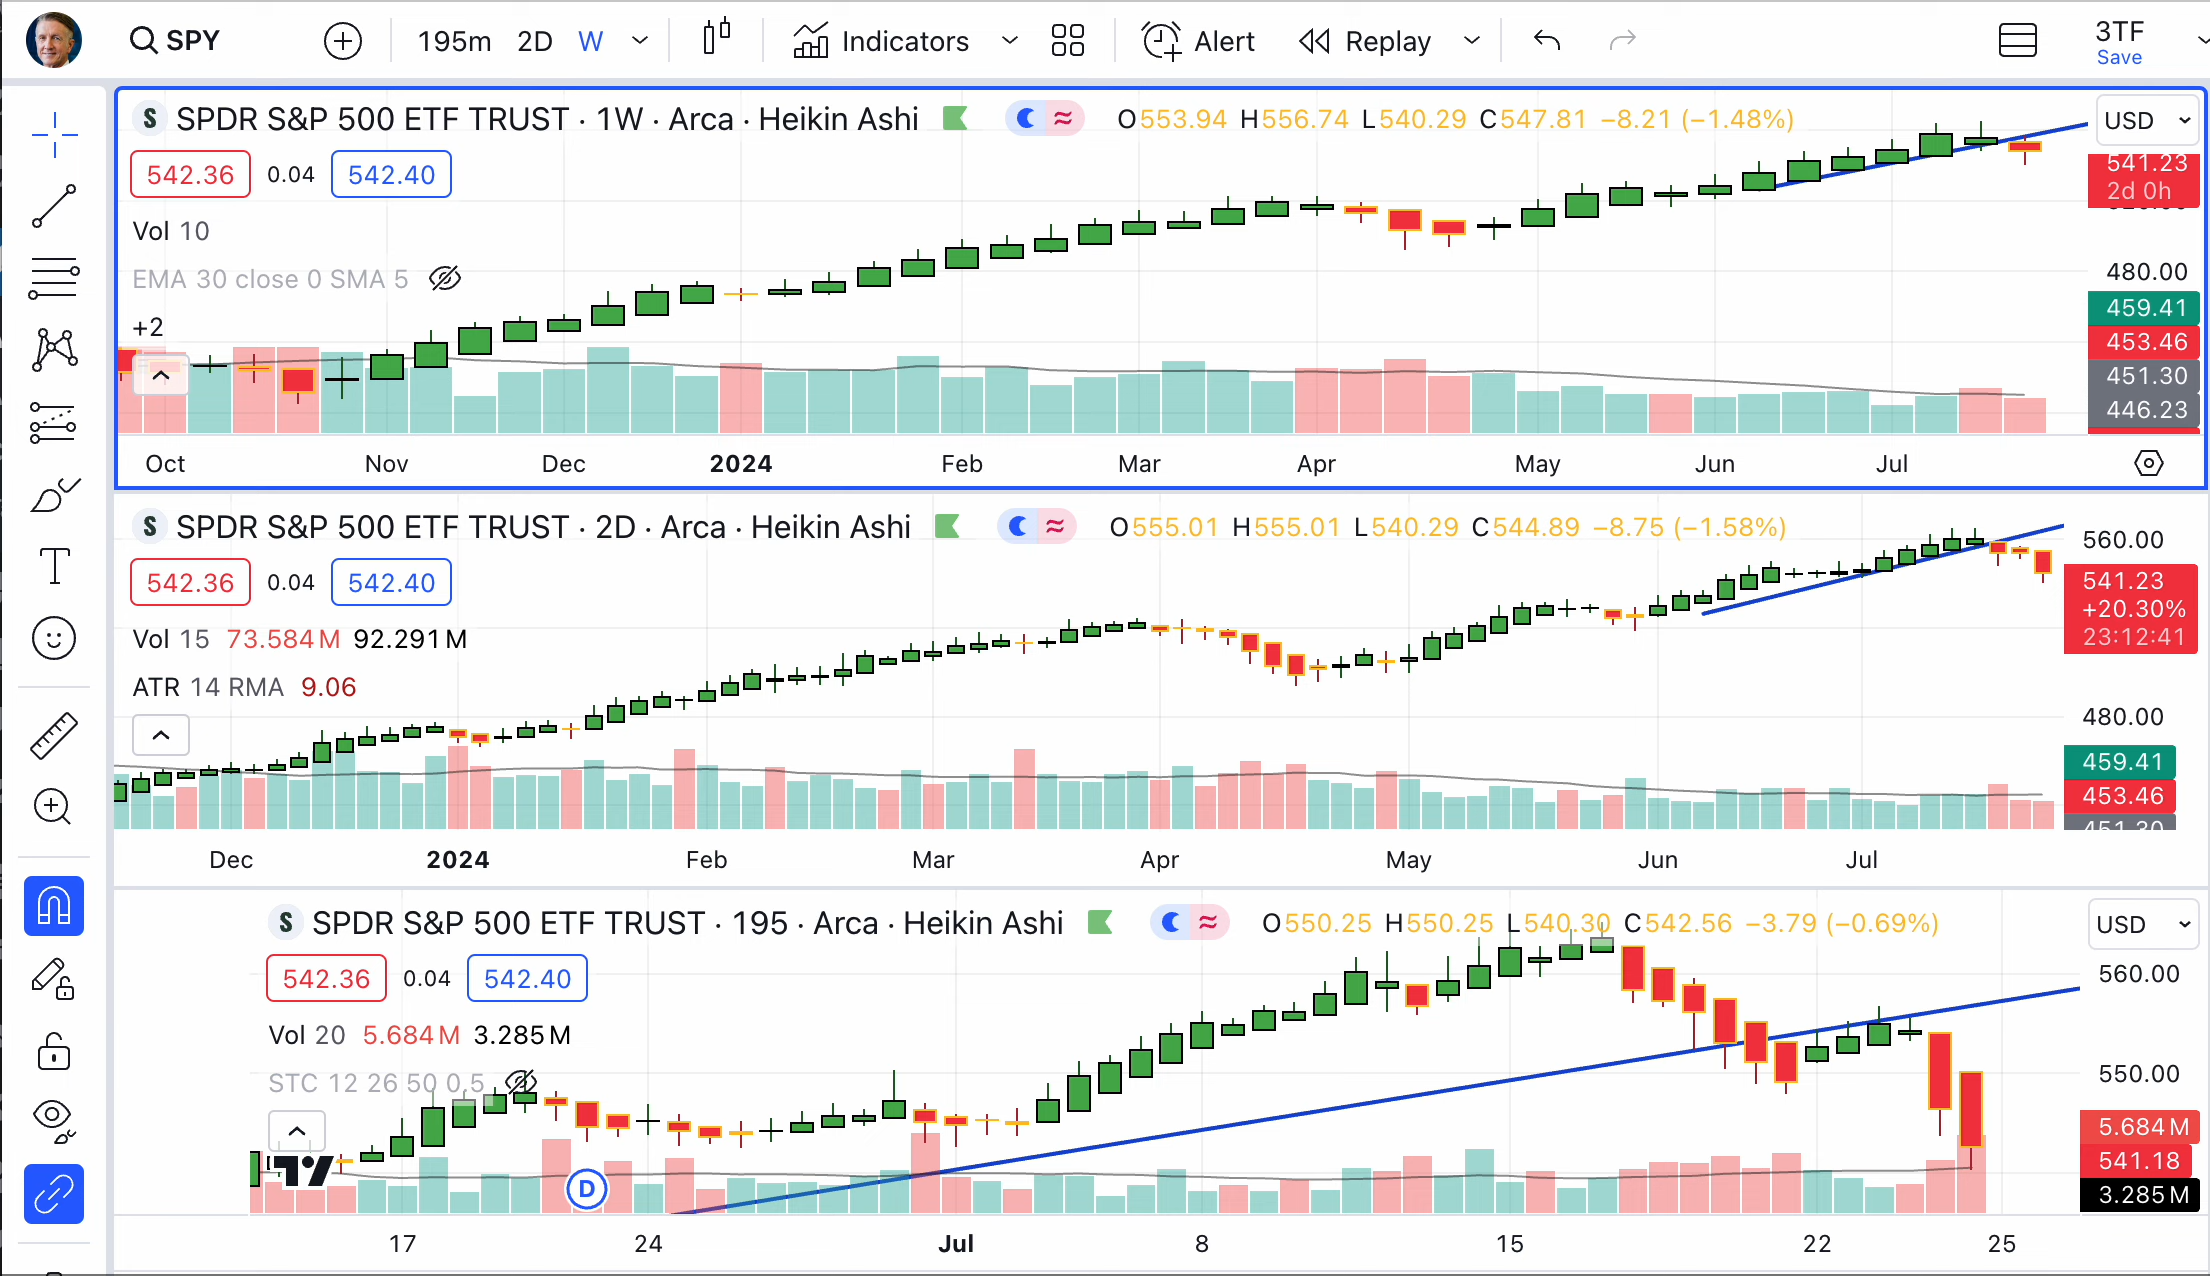 SPY 195m 2D W Indicators Alert Replay 3TF
Save
S SPDR S&P 500 ETF TRUST · 1W · Arca · Heikin Ashi O553.94 H556.74 L540.29 C547.81 −8.21 (−1.48%) USD
542.36 0.04 542.40
541.23
2d 0h
Vol 10
EMA 30 close 0 SMA 5
480.00
+2
459.41
453.46
451.30
446.23
Oct Nov Dec 2024 Feb Mar Apr May Jun Jul
S SPDR S&P 500 ETF TRUST · 2D · Arca · Heikin Ashi O555.01 H555.01 L540.29 C544.89 −8.75 (−1.58%)
560.00
542.36 0.04 542.40
541.23
+20.30%
23:12:41
Vol 15 73.584M 92.291M
ATR 14 RMA 9.06
480.00
459.41
453.46
451.30
Dec 2024 Feb Mar Apr May Jun Jul
S SPDR S&P 500 ETF TRUST · 195 · Arca · Heikin Ashi O550.25 H550.25 L540.30 C542.56 −3.79 (−0.69%) USD
560.00
542.36 0.04 542.40
Vol 20 5.684M 3.285M
STC 12 26 50 0.5
550.00
5.684M
541.18
3.285M
D
17 24 Jul 8 15 22 25